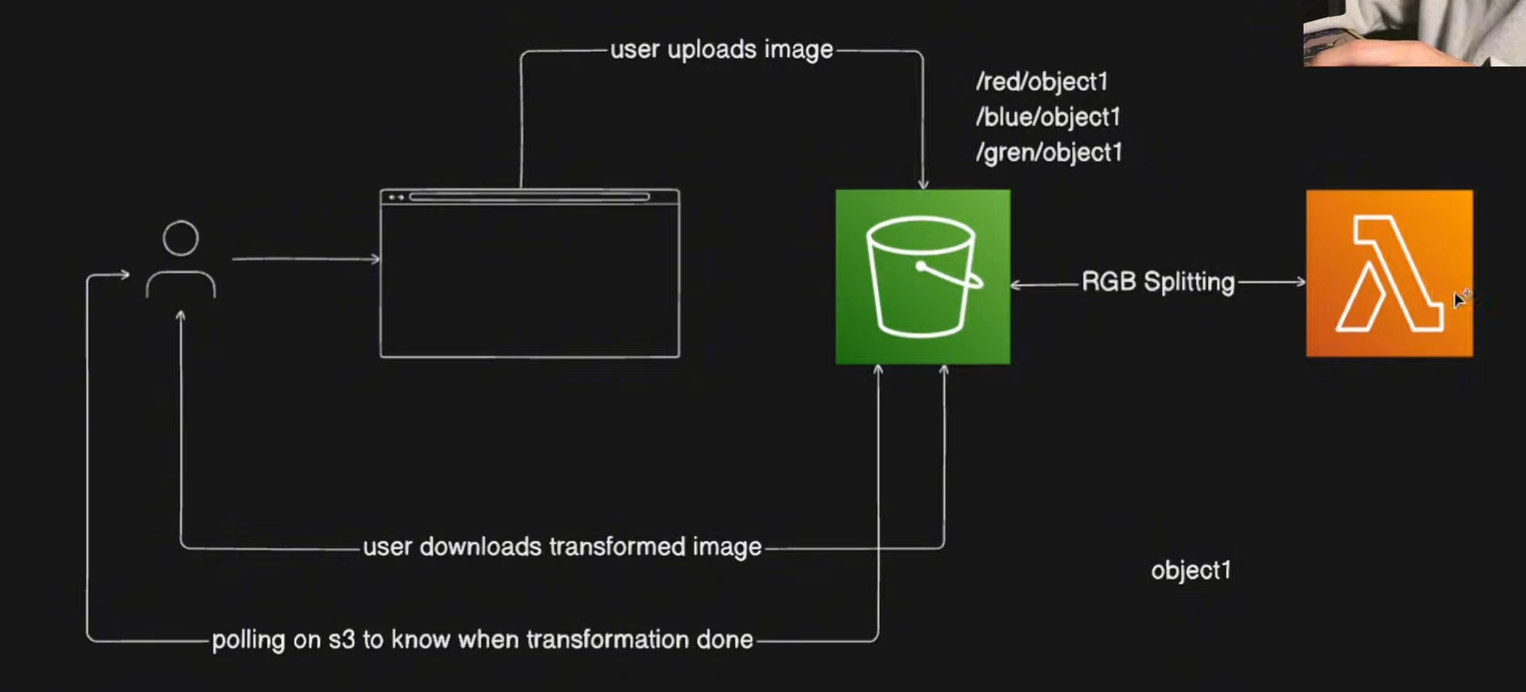 user uploads image
/red/object1
/blue/object1
/gren/object1
RGB Splitting
user downloads transformed image
object1
polling on s3 to know when transformation done